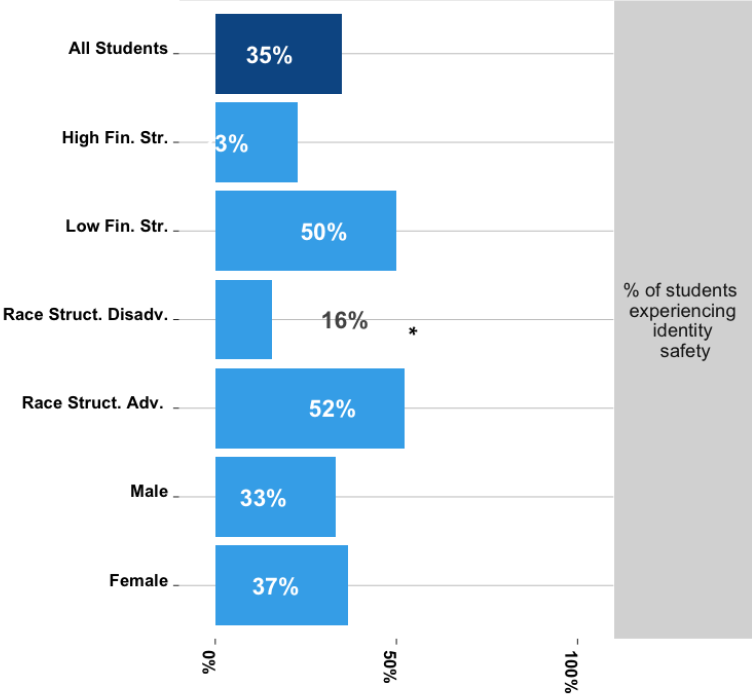 All Students
35%
High Fin. Str.
3%
Low Fin. Str.
50%
Race Struct. Disadv.
16%
*
Race Struct. Adv.
52%
Male
33%
Female
37%
0%
50%
100%
% of students
experiencing
identity
safety